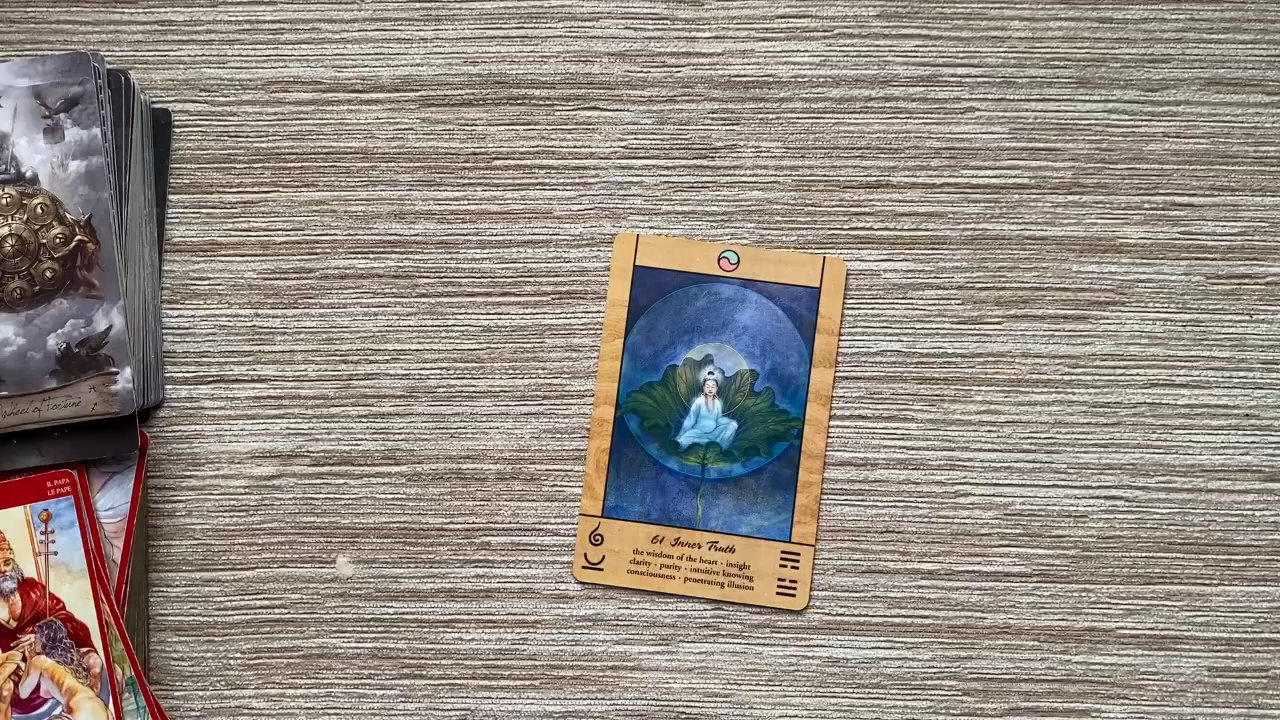 Wheel of Fortune
IL PAPA
LE PAPE
61 Inner Truth
the wisdom of the heart • insight
clarity • purity • intuitive knowing
consciousness • penetrating illusion